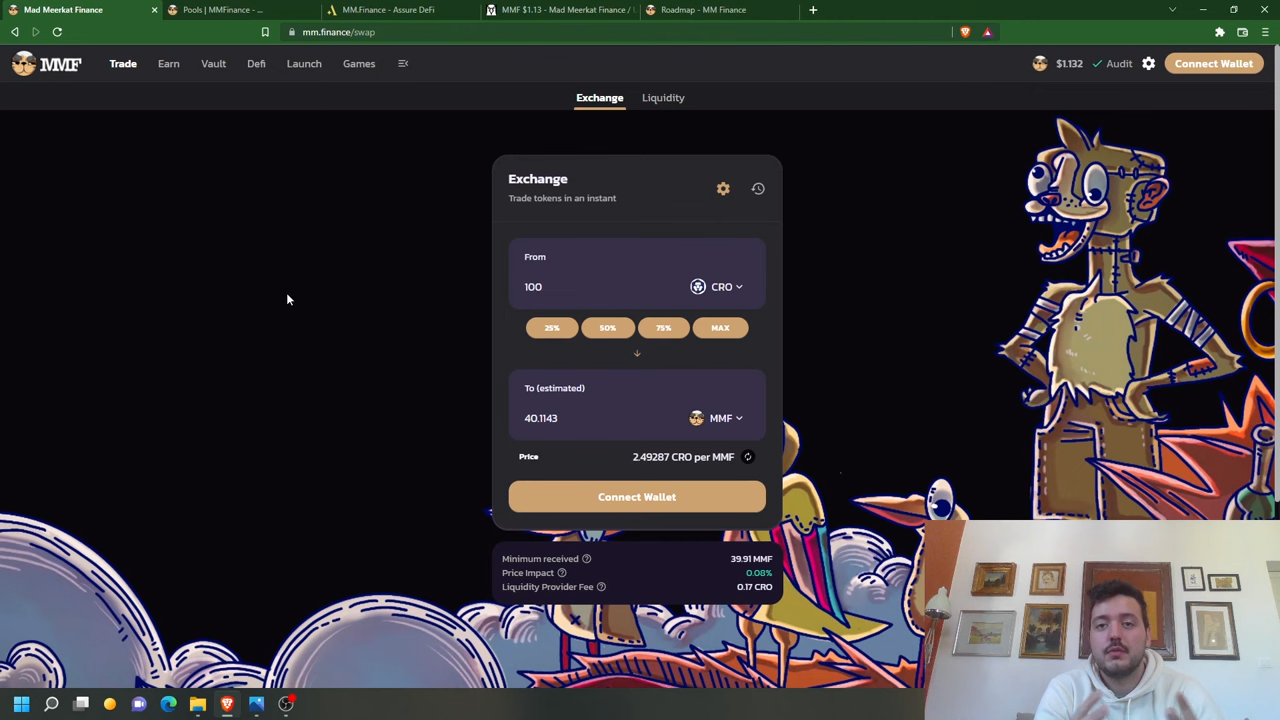 Mad Meerkat Finance
Pools | MMFinance - ...
MM.Finance - Assure DeFi
MMF $1.13 - Mad Meerkat Finance / 
Roadmap - MM Finance
mm.finance/swap
MMF
Trade
Earn
Vault
Defi
Launch
Games
$1.132
Audit
Connect Wallet
Exchange
Liquidity
Exchange
Trade tokens in an instant
From
100
CRO
25%
50%
75%
MAX
To (estimated)
40.1143
MMF
Price
2.49287 CRO per MMF
Connect Wallet
Minimum received
39.91 MMF
Price Impact
0.08%
Liquidity Provider Fee
0.17 CRO